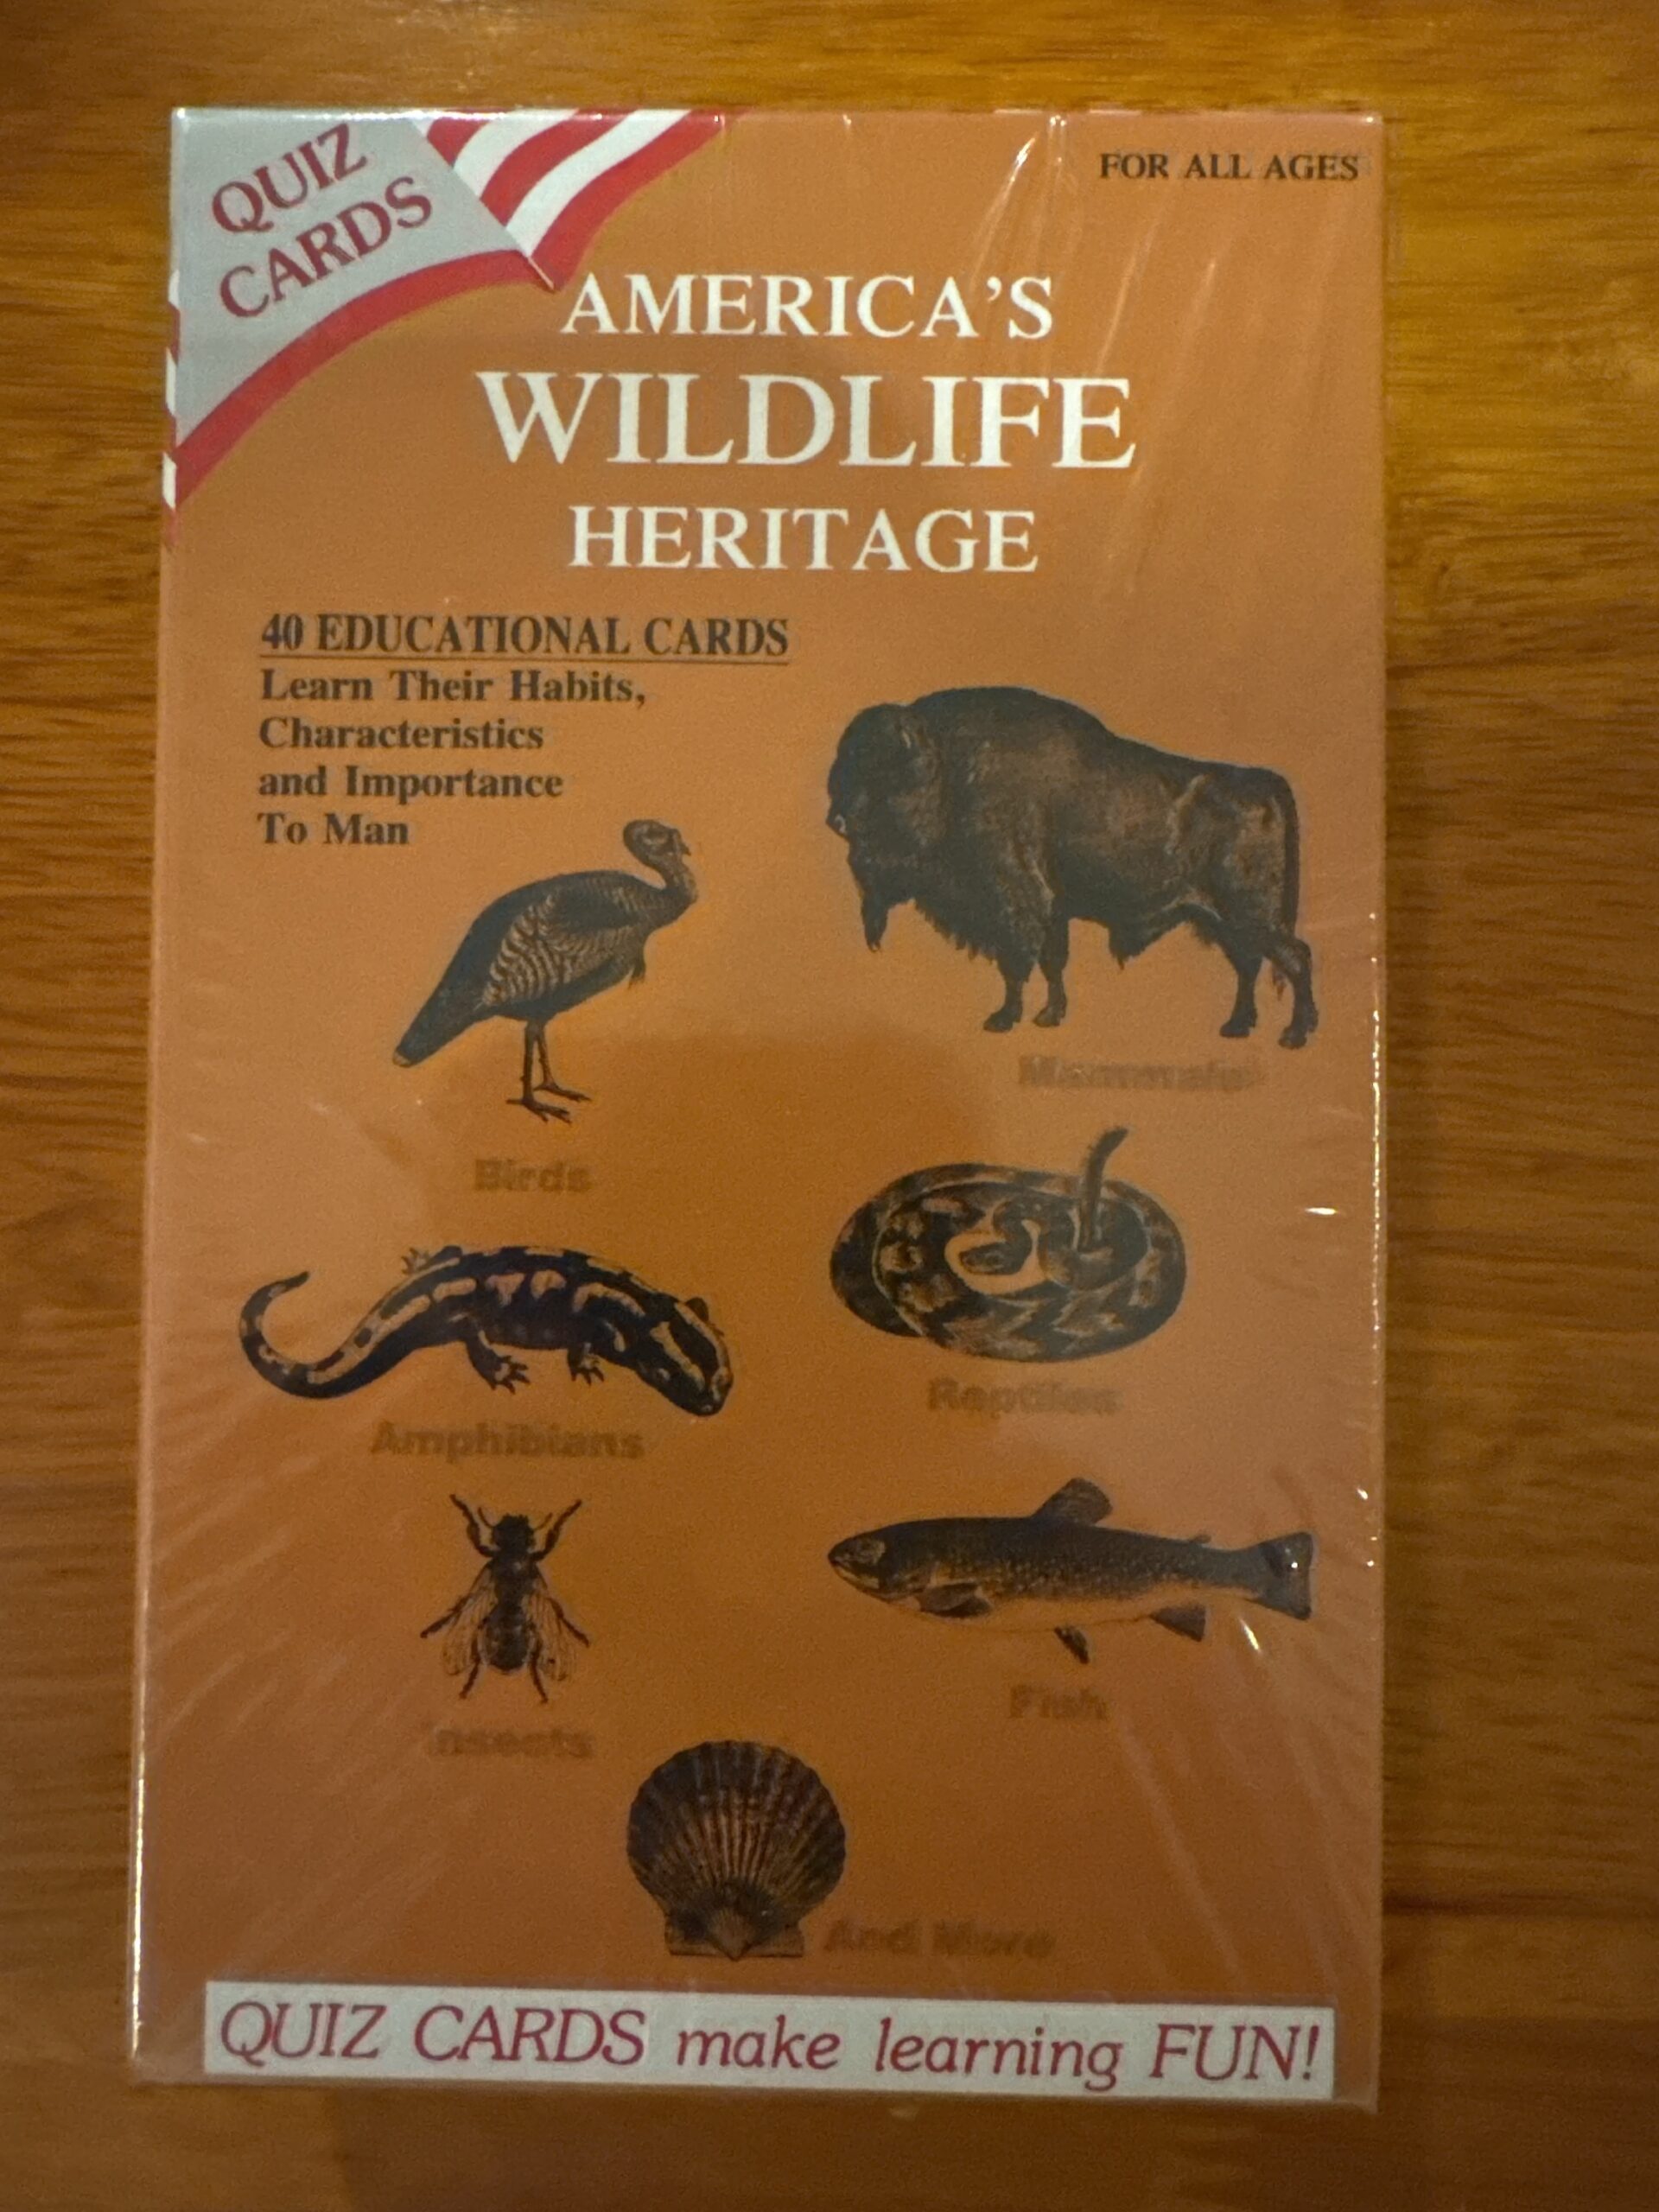 QUIZ
CARDS
FOR ALL AGES
AMERICA'S
WILDLIFE
HERITAGE
40 EDUCATIONAL CARDS
Learn Their Habits,
Characteristics
and Importance
To Man
Mammals
Birds
Reptiles
Amphibians
Fish
Insects
And More
QUIZ CARDS make learning FUN!